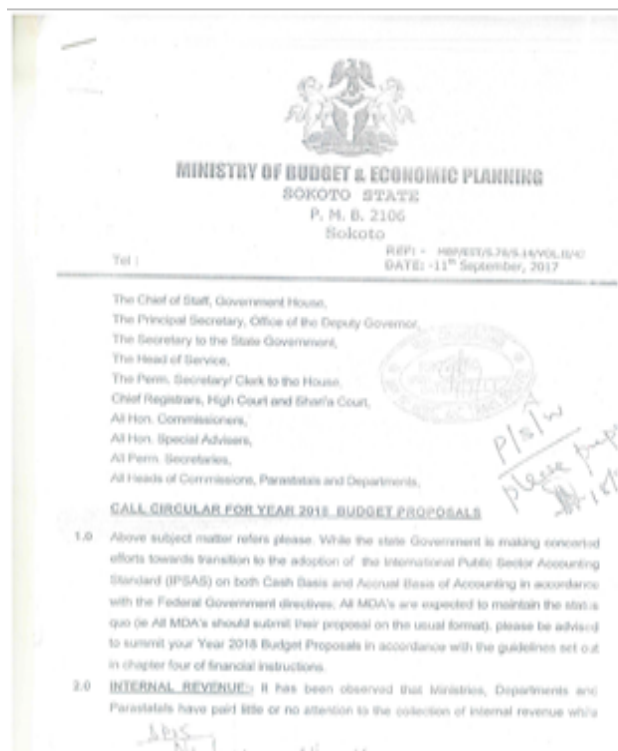 MINISTRY OF BUDGET & ECONOMIC PLANNING
SOKOTO STATE
P. M. B. 2106
Sokoto
REF: -
Tel :
DATE: -11th September, 2017
The Chief of Staff, Government House,
The Principal Secretary, Office of the Deputy Governor,
The Secretary to the State Government,
The Head of Service,
The Perm. Secretary/ Clerk to the House,
Chief Registrars, High Court and Shari'a Court,
All Hon. Commissioners,
All Hon. Special Advisers,
All Perm. Secretaries,
All Heads of Commissions, Parastatals and Departments,
P/S/W
please
CALL CIRCULAR FOR YEAR 2018 BUDGET PROPOSALS
1.0 Above subject matter refers please. While the state Government is making concerted
efforts towards transition to the adoption of the International Public Sector Accounting
Standard (IPSAS) on both Cash Basis and Accrual Basis of Accounting in accordance
with the Federal Government directives; All MDA's are expected to maintain the status
quo (ie All MDA's should submit their proposal on the usual format), please be advised
to summit your Year 2018 Budget Proposals in accordance with the guidelines set out
in chapter four of financial instructions.
2.0 INTERNAL REVENUE:- It has been observed that Ministries, Departments and
Parastatals have paid little or no attention to the collection of internal revenue while